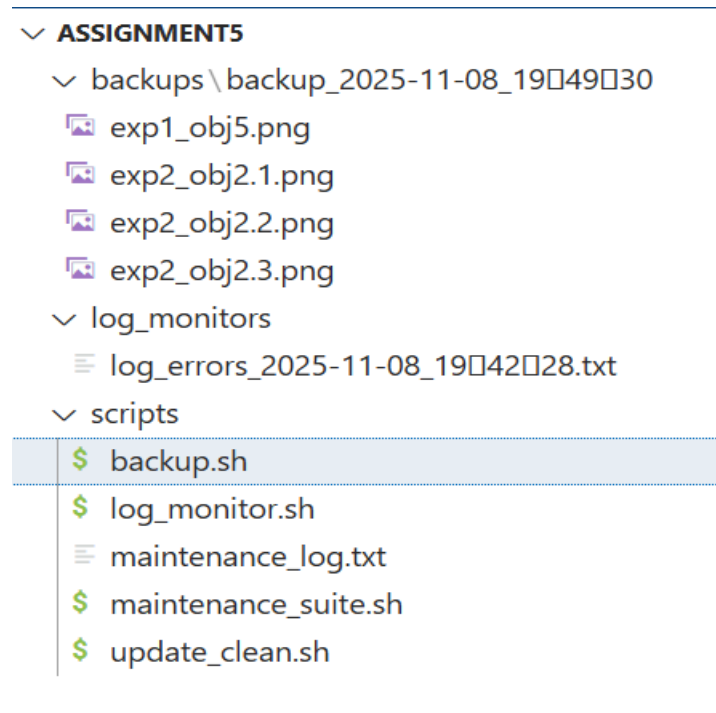 ASSIGNMENT5
backups\backup_2025-11-08_19▯49▯30
exp1_obj5.png
exp2_obj2.1.png
exp2_obj2.2.png
exp2_obj2.3.png
log_monitors
log_errors_2025-11-08_19▯42▯28.txt
scripts
$ backup.sh
$ log_monitor.sh
maintenance_log.txt
$ maintenance_suite.sh
$ update_clean.sh